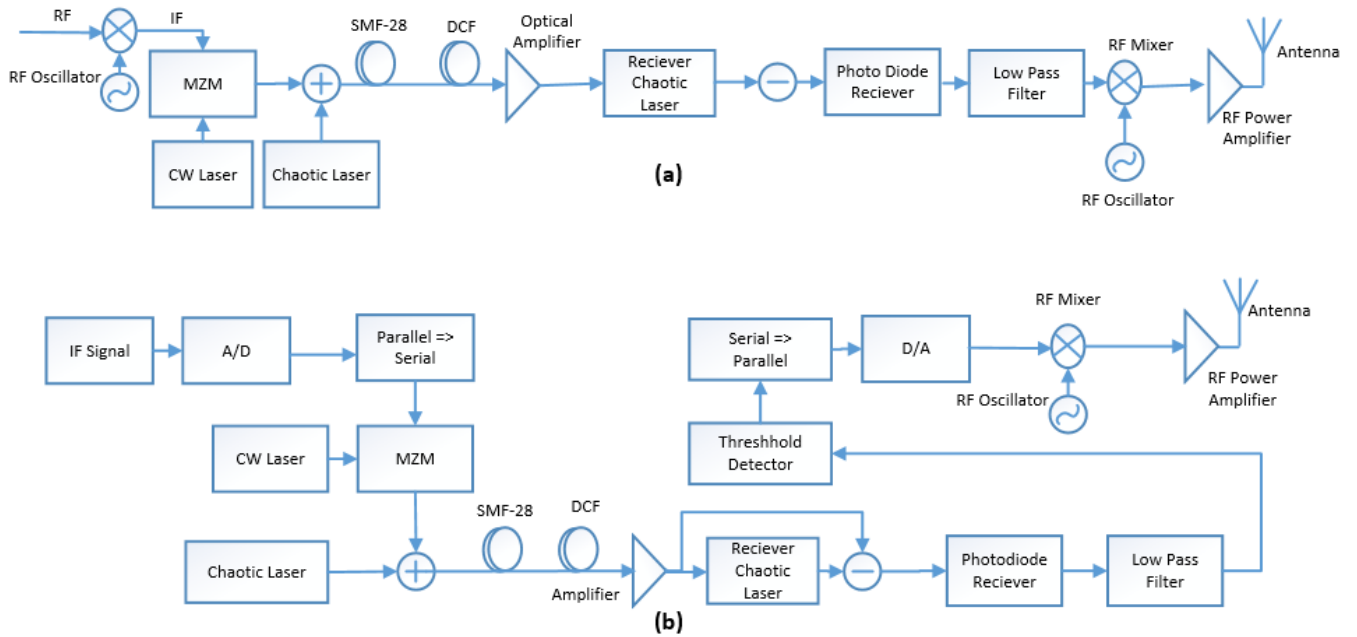 RF
IF
RF Oscillator
MZM
CW Laser
Chaotic Laser
SMF-28
DCF
Optical
Amplifier
Reciever
Chaotic
Laser
Photo Diode
Reciever
Low Pass
Filter
RF Mixer
RF Oscillator
RF Power
Amplifier
Antenna
(a)
IF Signal
A/D
Parallel =>
Serial
CW Laser
MZM
Chaotic Laser
SMF-28
DCF
Amplifier
Reciever
Chaotic
Laser
Photodiode
Reciever
Low Pass
Filter
Threshhold
Detector
Serial =>
Parallel
D/A
RF Mixer
RF Oscillator
RF Power
Amplifier
Antenna
(b)